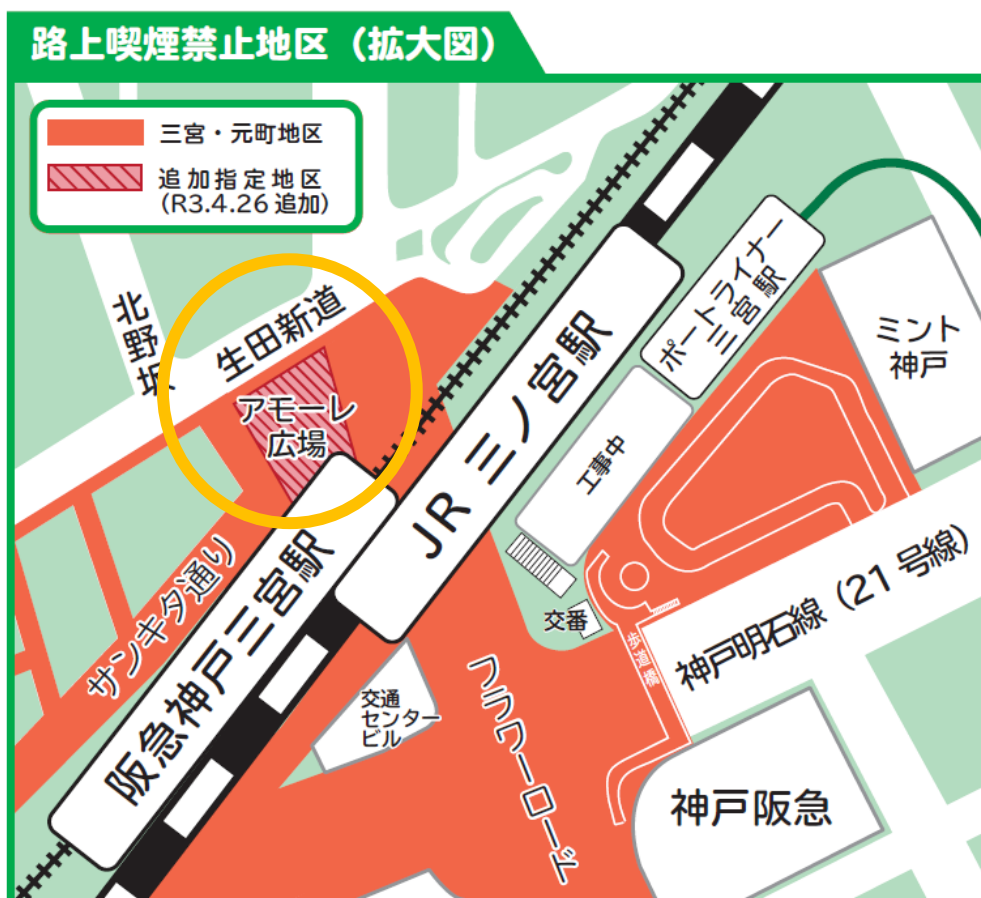 路上喫煙禁止地区（拡大図）
三宮・元町地区
追加指定地区
(R3.4.26 追加)
北野坂
生田新道
アモーレ
広場
サンキタ通り
阪急神戸三宮駅
JR 三ノ宮駅
ポートライナー
三宮駅
ミント
神戸
工事中
交番
歩道橋
神戸明石線（21 号線）
交通
センター
ビル
フラワーロード
神戸阪急